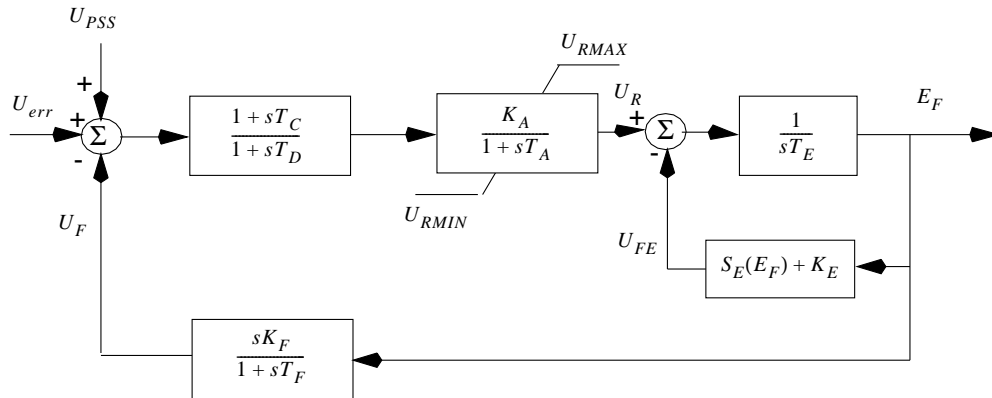 U_PSS
U_RMAX
U_err
+
+
-
Σ
1 + sT_C
1 + sT_D
K_A
1 + sT_A
U_R
+
-
Σ
1
sT_E
E_F
U_RMIN
U_F
U_FE
S_E(E_F) + K_E
sK_F
1 + sT_F